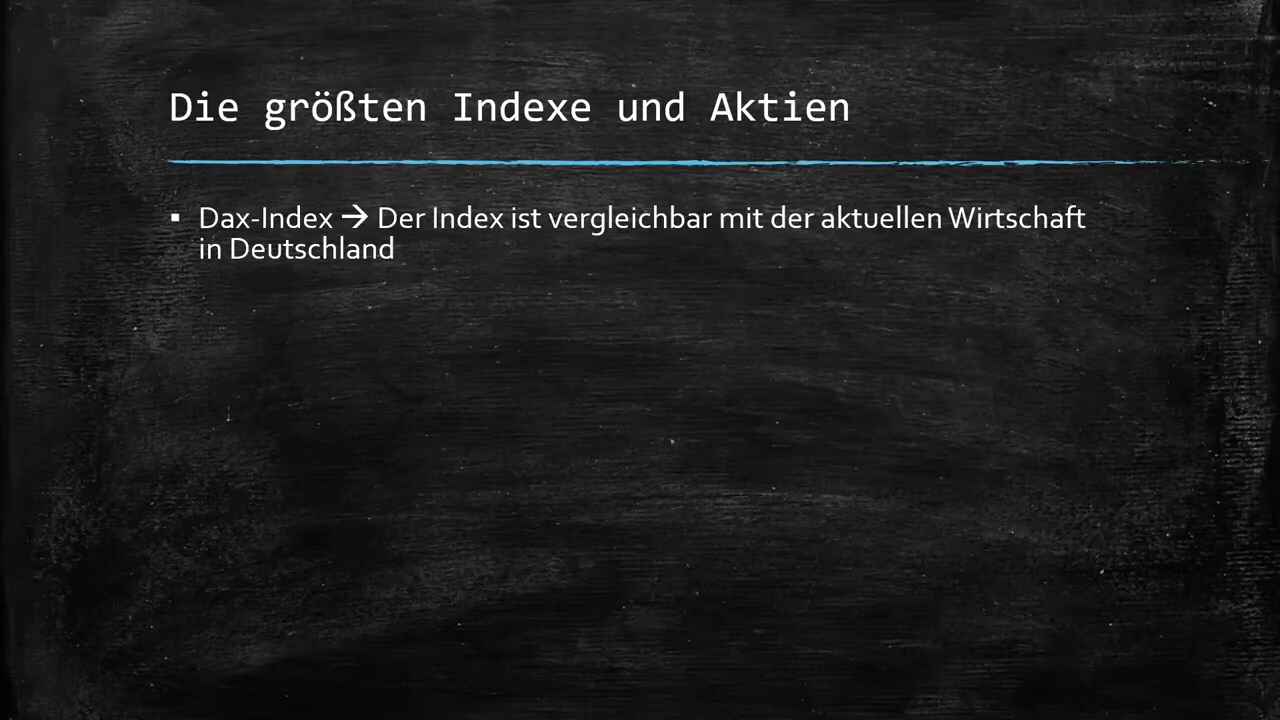 Die größten Indexe und Aktien
▪ Dax-Index → Der Index ist vergleichbar mit der aktuellen Wirtschaft
in Deutschland